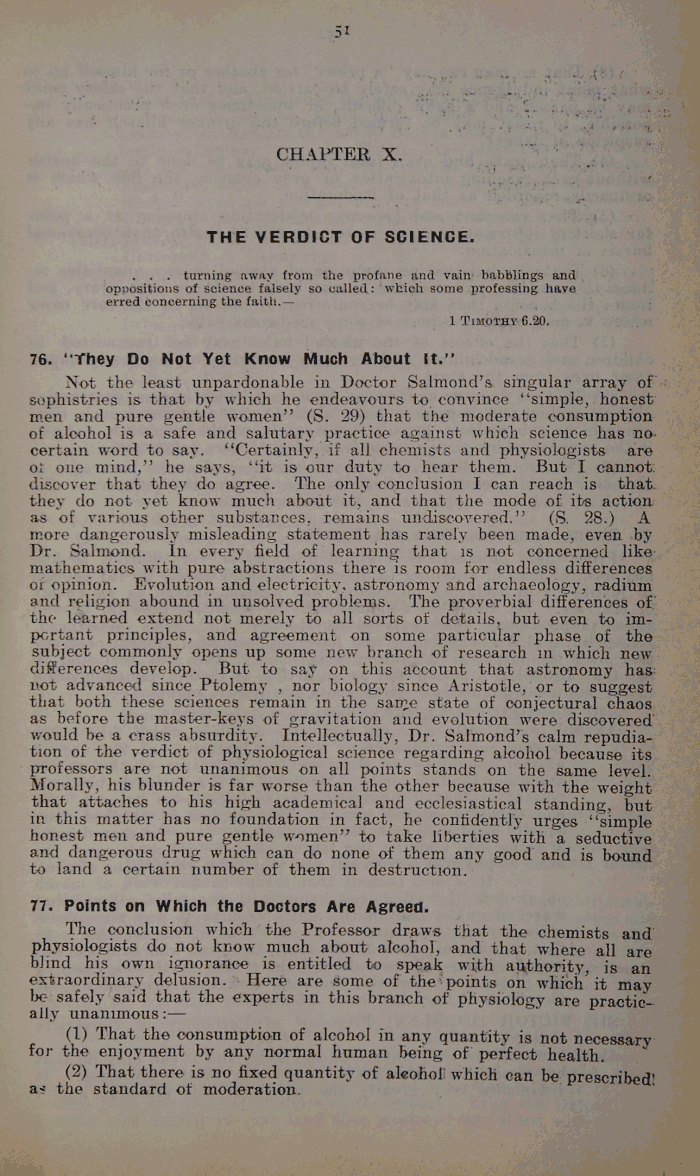 51
CHAPTER X.
THE VERDICT OF SCIENCE.
. . . turning away from the profane and vain babblings and
oppositions of science falsely so called: which some professing have
erred concerning the faith.—
1 TIMOTHY 6.20.
76. "They Do Not Yet Know Much About It."
Not the least unpardonable in Doctor Salmond's singular array of
sophistries is that by which he endeavours to convince "simple, honest
men and pure gentle women" (S. 29) that the moderate consumption
of alcohol is a safe and salutary practice against which science has no
certain word to say. "Certainly, if all chemists and physiologists are
of one mind," he says, "it is our duty to hear them. But I cannot
discover that they do agree. The only conclusion I can reach is that
they do not yet know much about it, and that the mode of its action
as of various other substances, remains undiscovered." (S. 28.) A
more dangerously misleading statement has rarely been made, even by
Dr. Salmond. In every field of learning that is not concerned like
mathematics with pure abstractions there is room for endless differences
of opinion. Evolution and electricity, astronomy and archaeology, radium
and religion abound in unsolved problems. The proverbial differences of
the learned extend not merely to all sorts of details, but even to im-
portant principles, and agreement on some particular phase of the
subject commonly opens up some new branch of research in which new
differences develop. But to say on this account that astronomy has
not advanced since Ptolemy , nor biology since Aristotle, or to suggest
that both these sciences remain in the same state of conjectural chaos
as before the master-keys of gravitation and evolution were discovered
would be a crass absurdity. Intellectually, Dr. Salmond's calm repudia-
tion of the verdict of physiological science regarding alcohol because its
professors are not unanimous on all points stands on the same level.
Morally, his blunder is far worse than the other because with the weight
that attaches to his high academical and ecclesiastical standing, but
in this matter has no foundation in fact, he confidently urges "simple
honest men and pure gentle women" to take liberties with a seductive
and dangerous drug which can do none of them any good and is bound
to land a certain number of them in destruction.
77. Points on Which the Doctors Are Agreed.
The conclusion which the Professor draws that the chemists and
physiologists do not know much about alcohol, and that where all are
blind his own ignorance is entitled to speak with authority, is an
extraordinary delusion. Here are some of the points on which it may
be safely said that the experts in this branch of physiology are practic-
ally unanimous:—
(1) That the consumption of alcohol in any quantity is not necessary
for the enjoyment by any normal human being of perfect health.
(2) That there is no fixed quantity of alcohol which can be prescribed
as the standard of moderation.